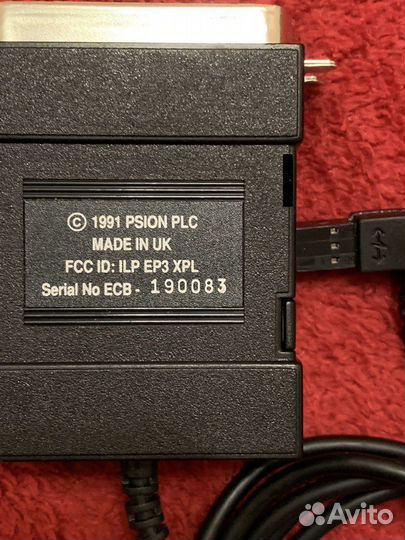 © 1991 PSION PLC
MADE IN UK
FCC ID: ILP EP3 XPL
Serial No ECB - 190083
Avito